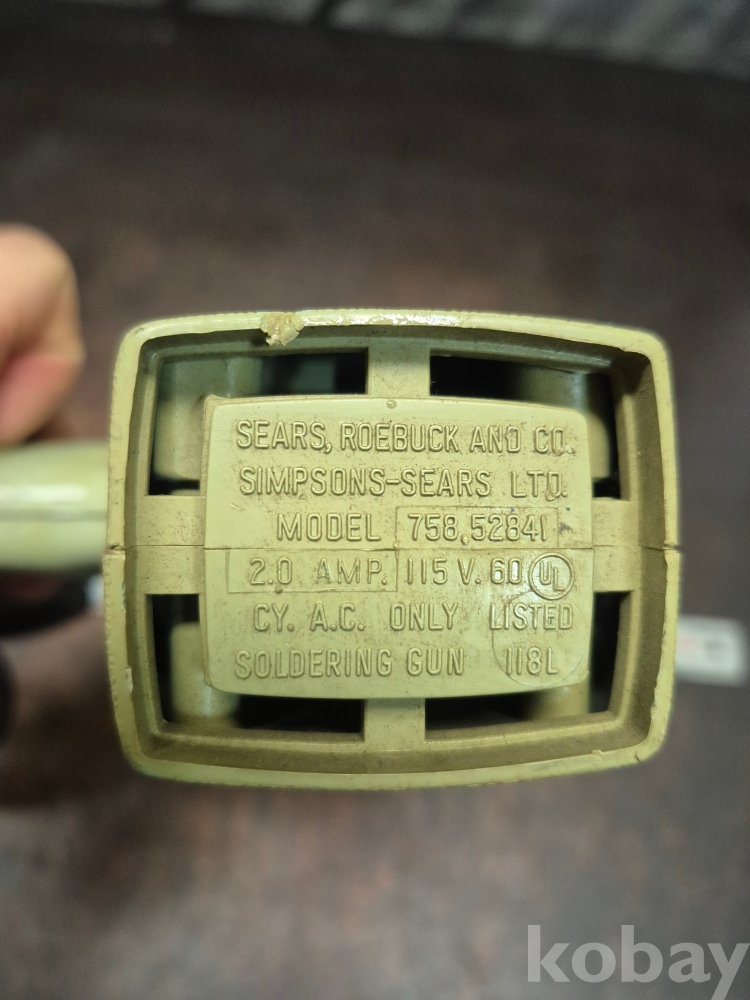 SEARS, ROEBUCK AND CO.
SIMPSONS-SEARS LTD.
MODEL 758.52841
2.0 AMP. 115 V. 60 UL
CY. A.C. ONLY LISTED
SOLDERING GUN 118L
kobay